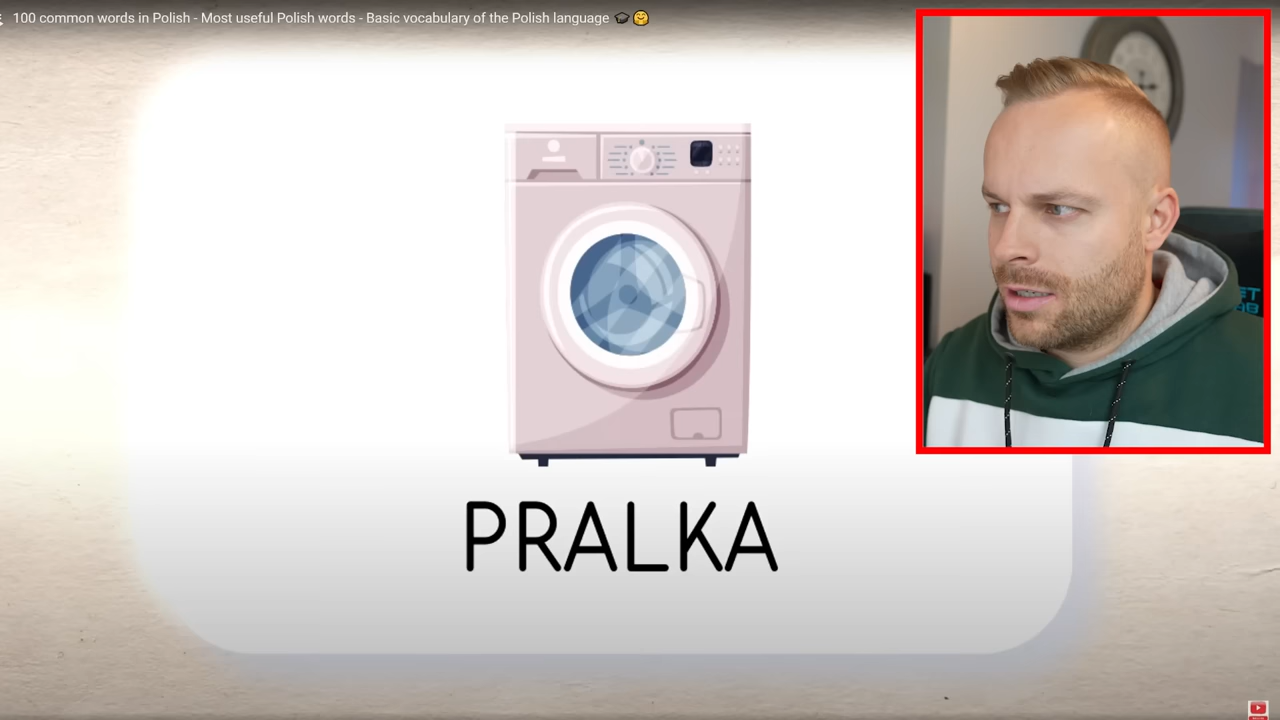 100 common words in Polish - Most useful Polish words - Basic vocabulary of the Polish language 🎓🤗
PRALKA